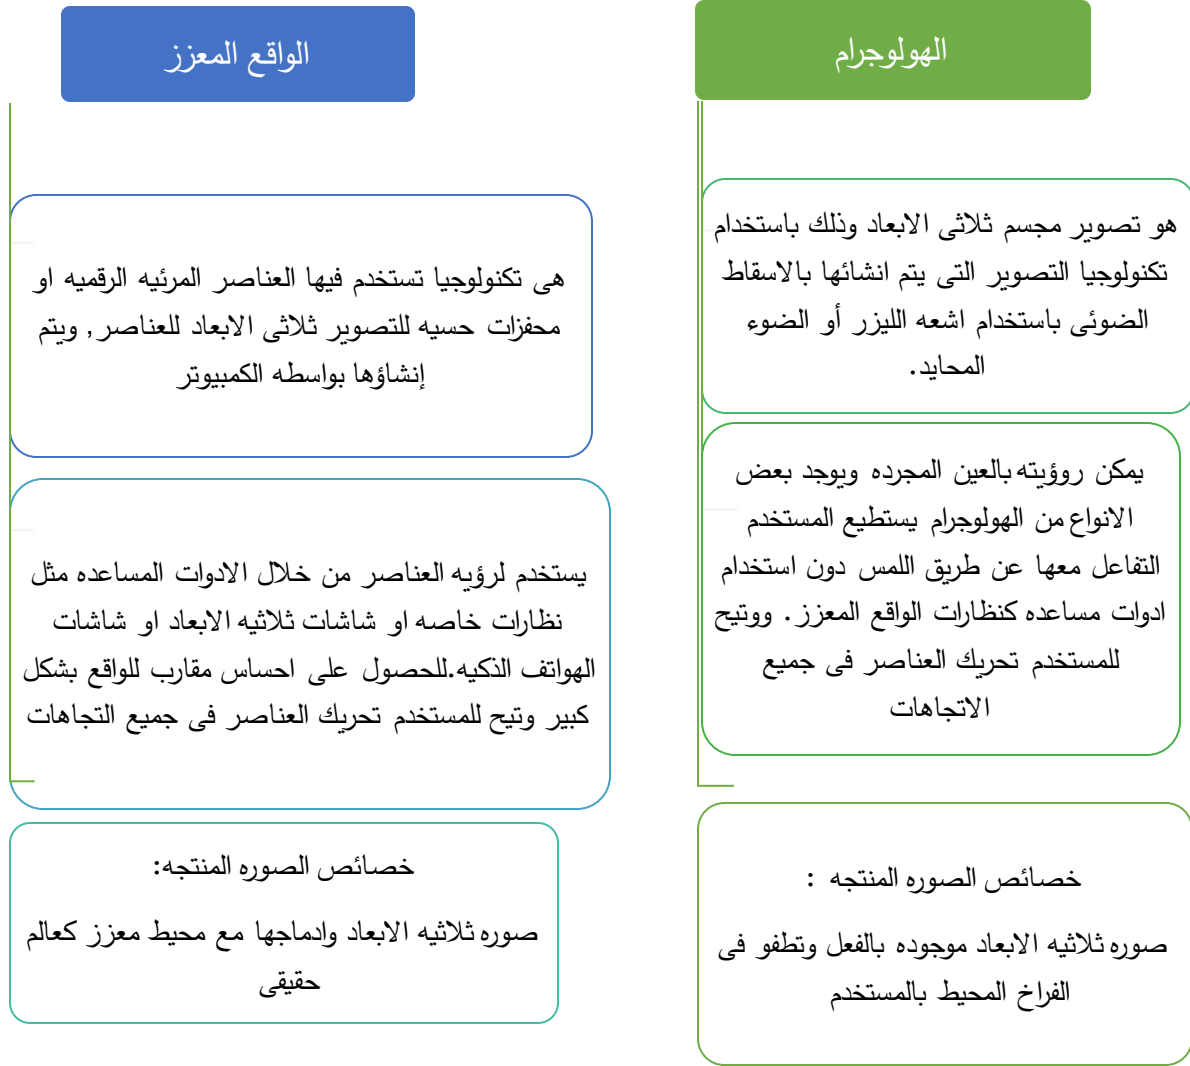 الهولوجرام
هو تصوير مجسم ثلاثى الابعاد وذلك باستخدام
تكنولوجيا التصوير التى يتم انشائها بالاسقاط
الضوئى باستخدام اشعه الليزر أو الضوء
المحايد.
يمكن روؤيته بالعين المجرده ويوجد بعض
الانواع من الهولوجرام يستطيع المستخدم
التفاعل معها عن طريق اللمس دون استخدام
ادوات مساعده كنظارات الواقع المعزز. ووتيح
للمستخدم تحريك العناصر فى جميع
الاتجاهات
خصائص الصوره المنتجه :
صوره ثلاثيه الابعاد موجوده بالفعل وتطفو فى
الفراخ المحيط بالمستخدم
الواقع المعزز
هى تكنولوجيا تستخدم فيها العناصر المرئيه الرقميه او
محفزات حسيه للتصوير ثلاثى الابعاد للعناصر, ويتم
إنشاؤها بواسطه الكمبيوتر
يستخدم لرؤيه العناصر من خلال الادوات المساعده مثل
نظارات خاصه او شاشات ثلاثيه الابعاد او شاشات
الهواتف الذكيه.للحصول على احساس مقارب للواقع بشكل
كبير وتيح للمستخدم تحريك العناصر فى جميع التجاهات
خصائص الصوره المنتجه:
صوره ثلاثيه الابعاد وادماجها مع محيط معزز كعالم
حقيقى